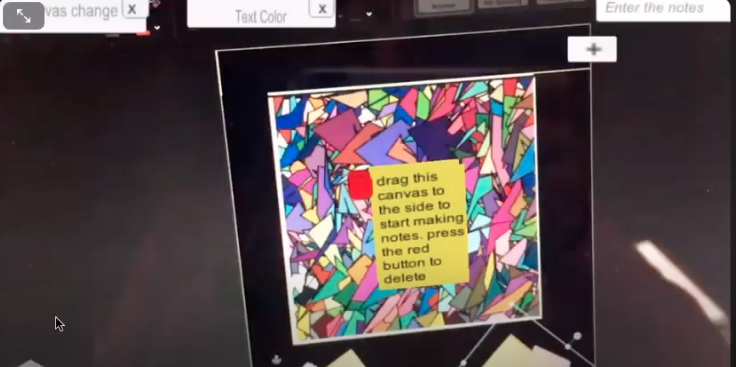 vas change X
Text Color X
Enter the notes
+
drag this
canvas to
the side to
start making
notes. press
the red
button to
delete